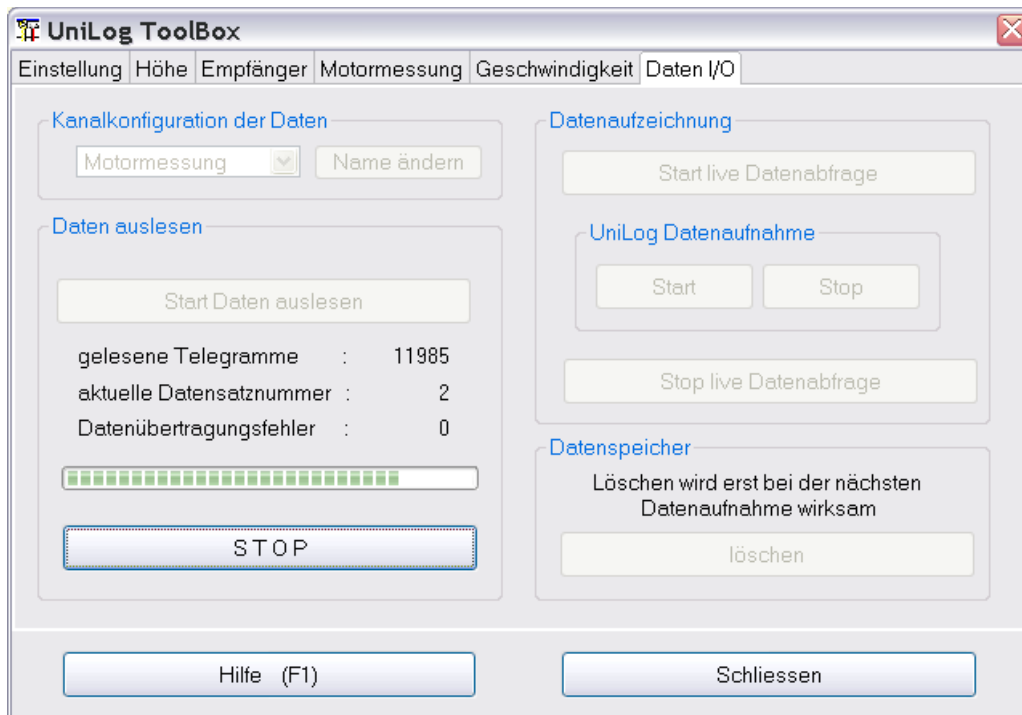 UniLog ToolBox
Einstellung Höhe Empfänger Motormessung Geschwindigkeit Daten I/O
Kanalkonfiguration der Daten
Motormessung Name ändern
Daten auslesen
Start Daten auslesen
gelesene Telegramme : 11985
aktuelle Datensatznummer : 2
Datenübertragungsfehler : 0
STOP
Datenaufzeichnung
Start live Datenabfrage
UniLog Datenaufnahme
Start Stop
Stop live Datenabfrage
Datenspeicher
Löschen wird erst bei der nächsten
Datenaufnahme wirksam
löschen
Hilfe (F1) Schliessen